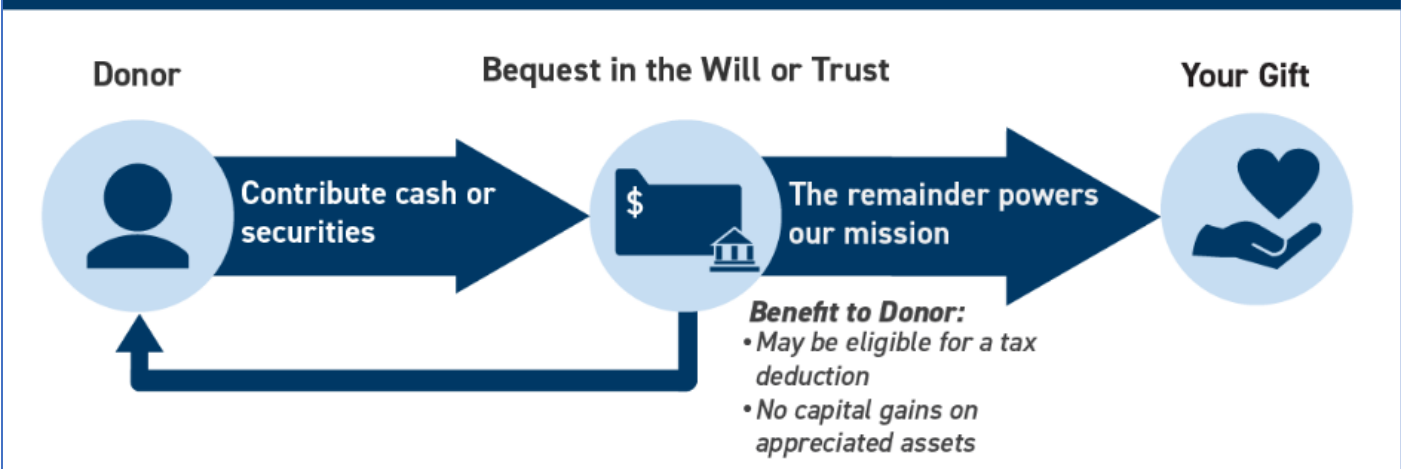 Donor
Bequest in the Will or Trust
Your Gift
Contribute cash or
securities
$
The remainder powers
our mission
Benefit to Donor:
• May be eligible for a tax
deduction
• No capital gains on
appreciated assets